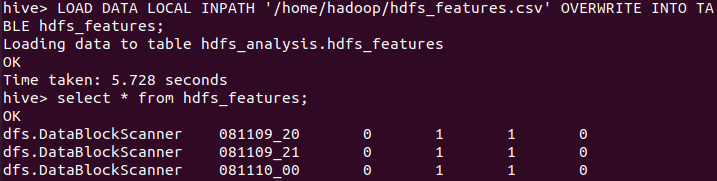 hive> LOAD DATA LOCAL INPATH '/home/hadoop/hdfs_features.csv' OVERWRITE INTO TA
BLE hdfs_features;
Loading data to table hdfs_analysis.hdfs_features
OK
Time taken: 5.728 seconds
hive> select * from hdfs_features;
OK
dfs.DataBlockScanner 081109_20 0 1 1 0
dfs.DataBlockScanner 081109_21 0 1 1 0
dfs.DataBlockScanner 081110_00 0 1 1 0